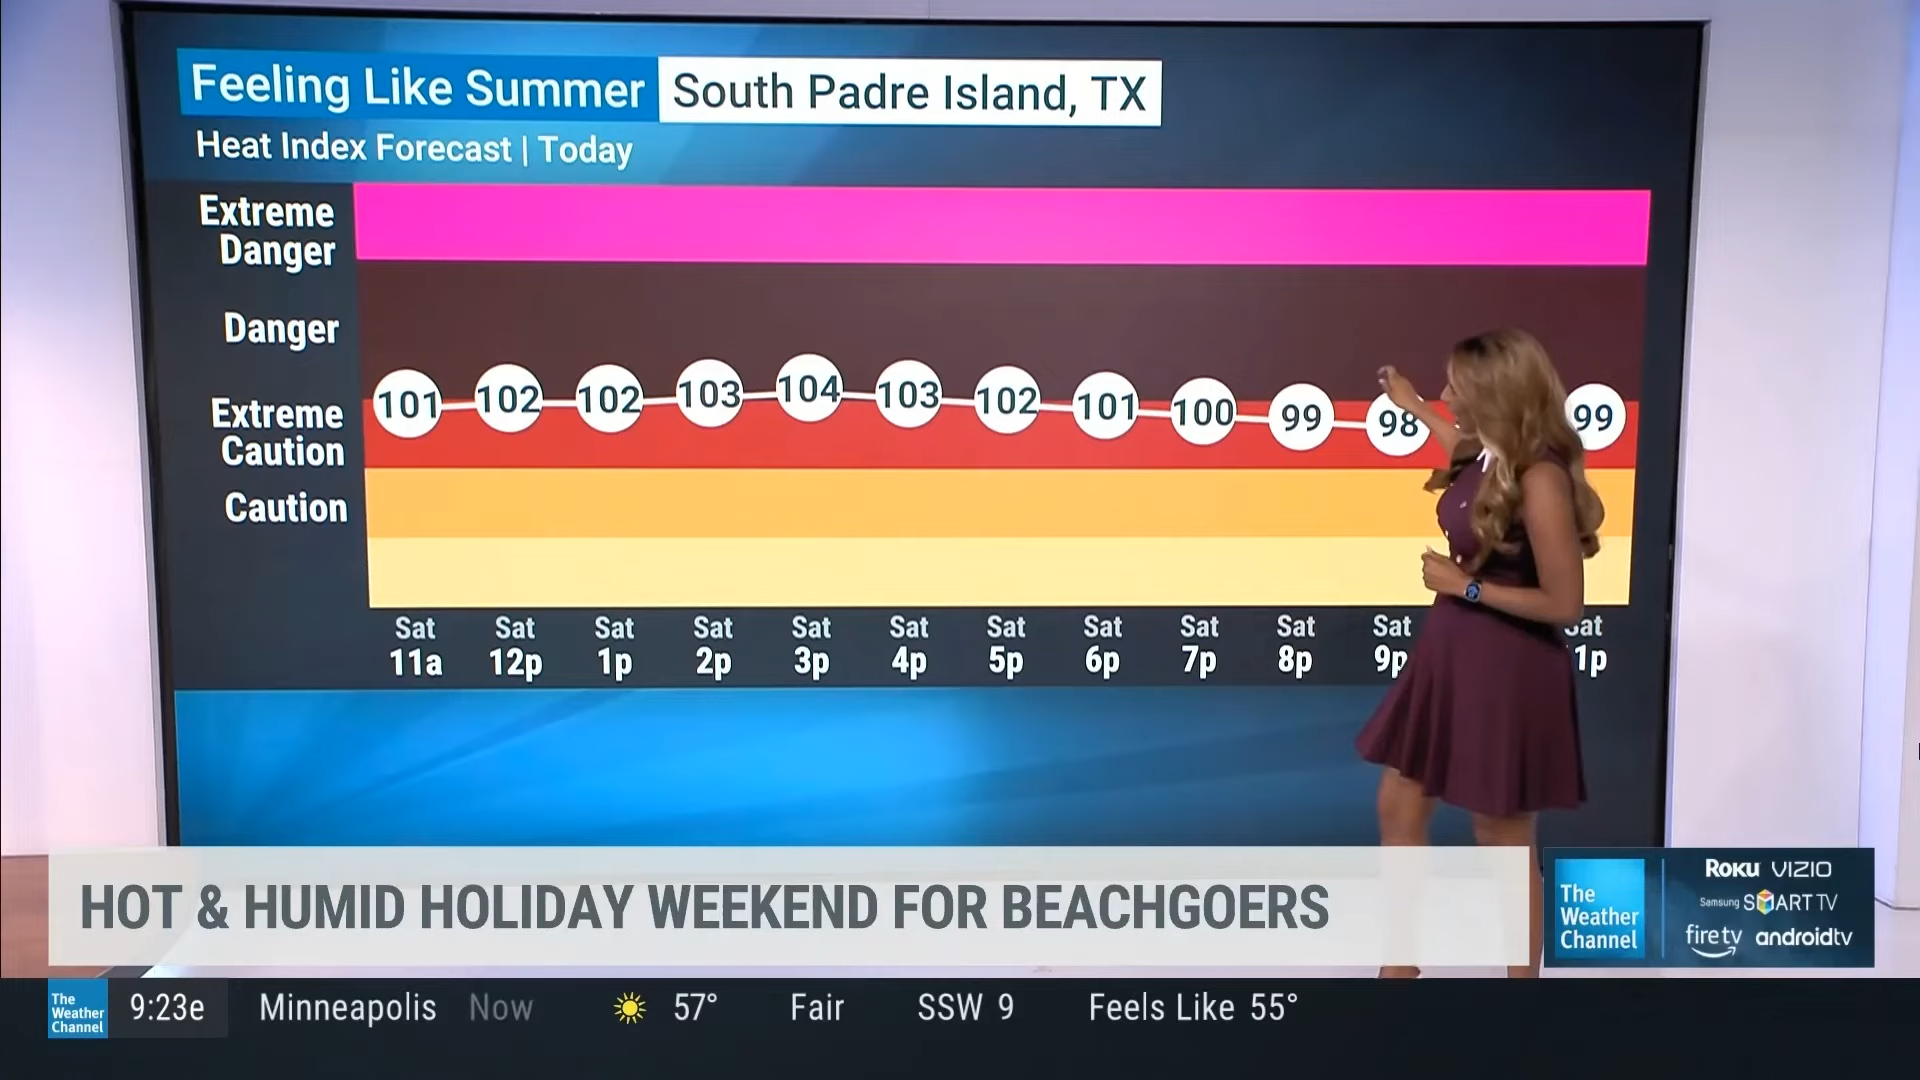 Feeling Like Summer South Padre Island, TX
Heat Index Forecast | Today
Extreme
Danger
Danger
Extreme
Caution
Caution
101 102 102 103 104 103 102 101 100 99 98 99
Sat Sat Sat Sat Sat Sat Sat Sat Sat Sat Sat
11a 12p 1p 2p 3p 4p 5p 6p 7p 8p 9p
HOT & HUMID HOLIDAY WEEKEND FOR BEACHGOERS
The
Weather
Channel
ROKU VIZIO
Samsung SMART TV
firetv androidtv
The
Weather
Channel
9:23e Minneapolis Now 57° Fair SSW 9 Feels Like 55°